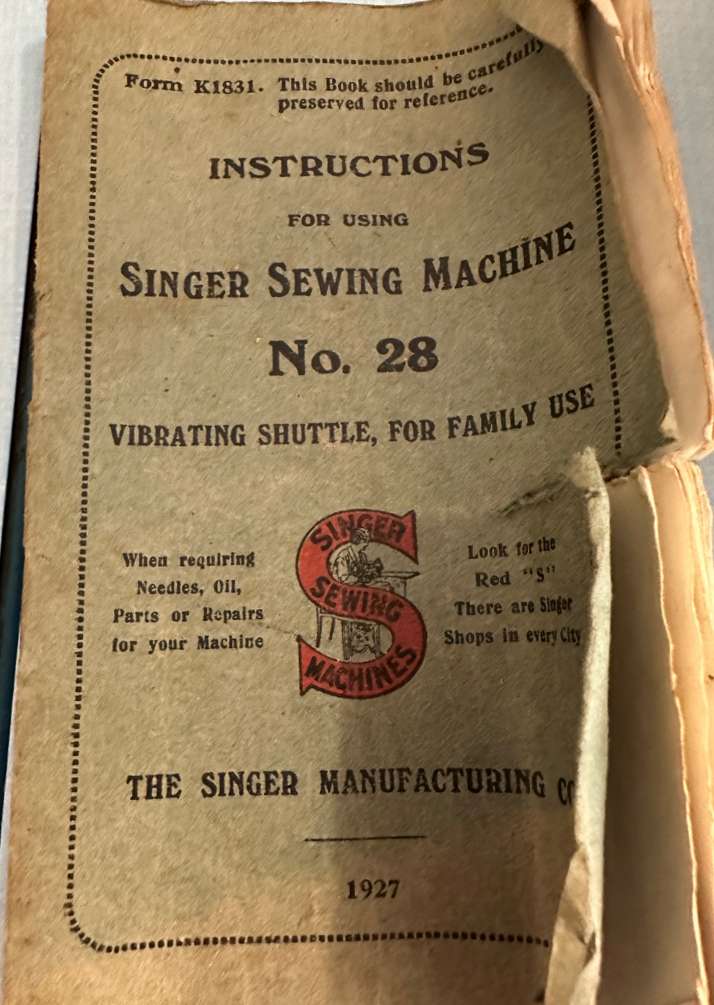 Form K1831. This Book should be carefully
preserved for reference.
INSTRUCTIONS
FOR USING
SINGER SEWING MACHINE
No. 28
VIBRATING SHUTTLE, FOR FAMILY USE
When requiring
Needles, Oil,
Parts or Repairs
for your Machine
SINGER
SEWING
MACHINES
Look for the
Red "S"
There are Singer
Shops in every City
THE SINGER MANUFACTURING
1927